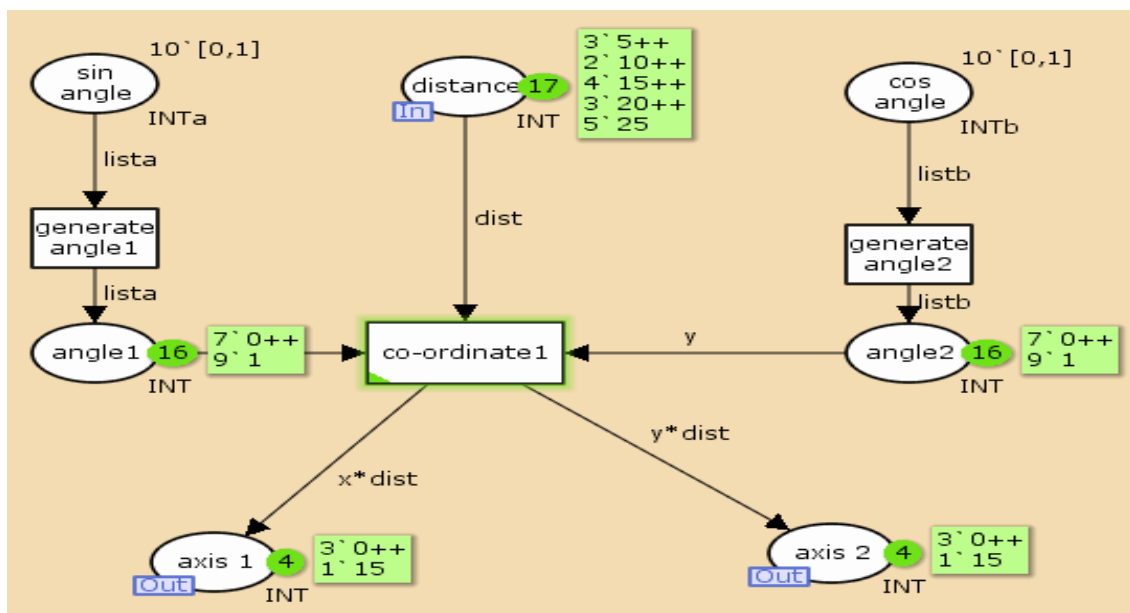 10`[0,1]
sin
angle
INTa
lista
generate
angle1
lista
angle1
16
7`0++
9`1
INT
distance
17
In
INT
3`5++
2`10++
4`15++
3`20++
5`25
dist
co-ordinate1
10`[0,1]
cos
angle
INTb
listb
generate
angle2
listb
y
angle2
16
7`0++
9`1
INT
x*dist
y*dist
axis 1
4
Out
3`0++
1`15
INT
axis 2
4
Out
3`0++
1`15
INT